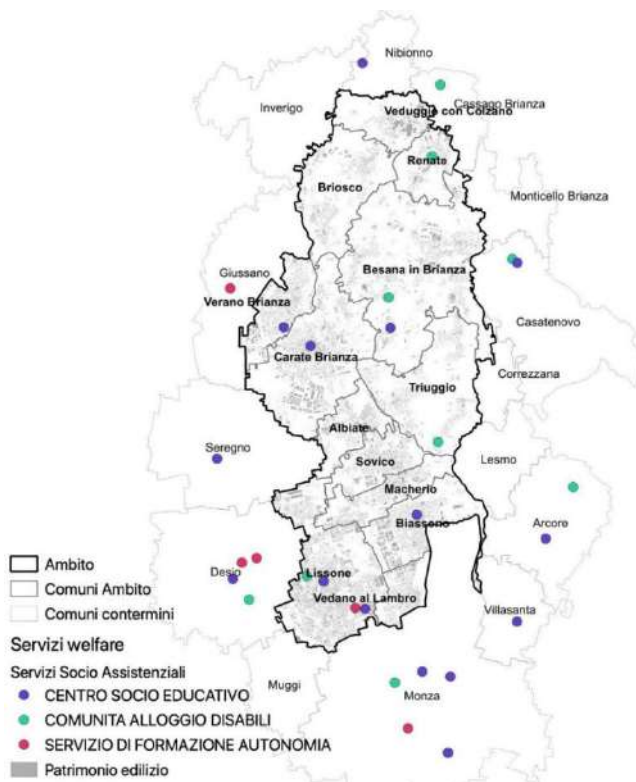 Nibionno
Cassago Brianza
Inverigo
Veduggio con Colzano
Renate
Briosco
Monticello Brianza
Giussano
Besana in Brianza
Verano Brianza
Casatenovo
Carate Brianza
Correzzana
Triuggio
Albiate
Seregno
Sovico
Lesmo
Macherio
Biassono
Arcore
Desio
Lissone
Vedano al Lambro
Villasanta
Muggi
Monza
Ambito
Comuni Ambito
Comuni contermini
Servizi welfare
Servizi Socio Assistenziali
CENTRO SOCIO EDUCATIVO
COMUNITA ALLOGGIO DISABILI
SERVIZIO DI FORMAZIONE AUTONOMIA
Patrimonio edilizio